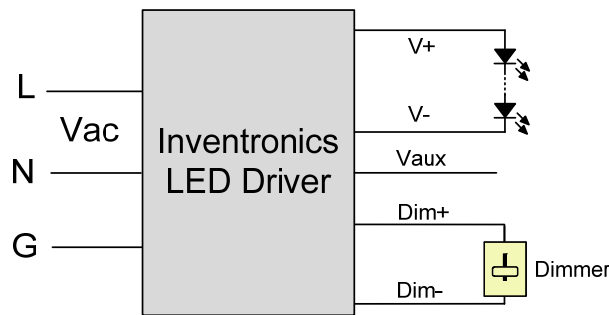 L
Vac
N
G
Inventronics
LED Driver
V+
V-
Vaux
Dim+
Dim-
Dimmer